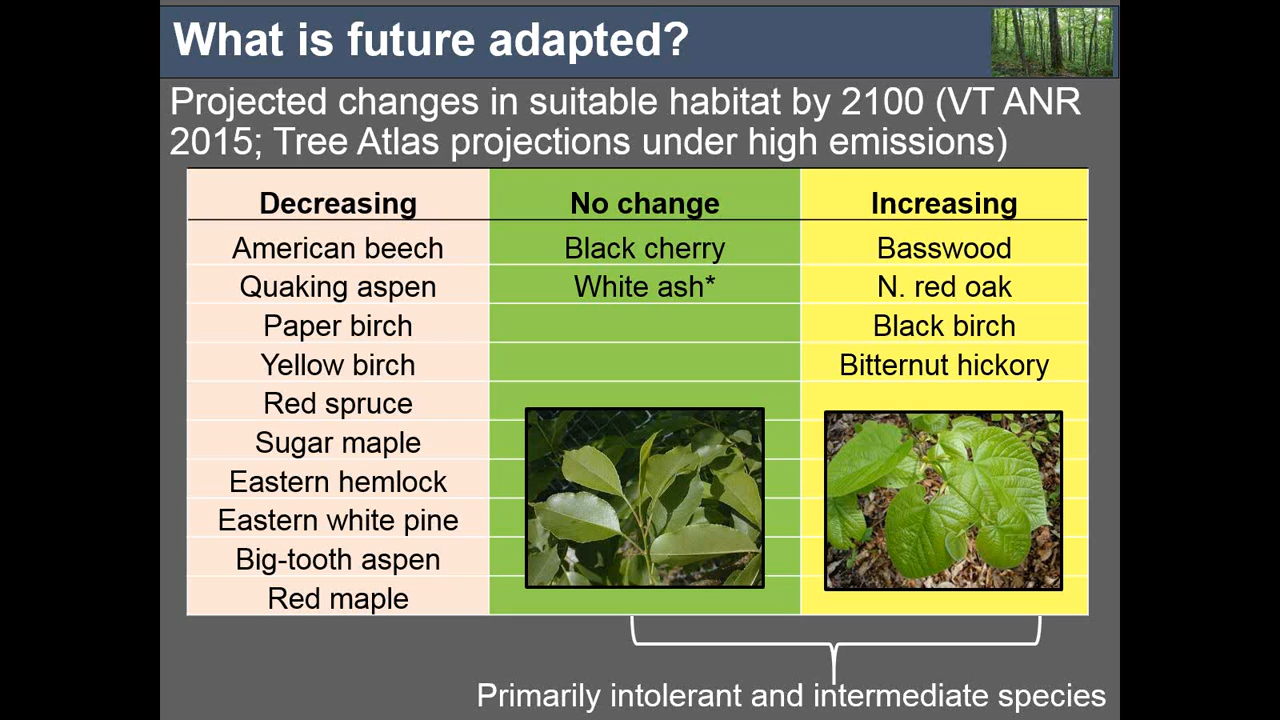 What is future adapted?
Projected changes in suitable habitat by 2100 (VT ANR
2015; Tree Atlas projections under high emissions)
Decreasing No change Increasing
American beech Black cherry Basswood
Quaking aspen White ash* N. red oak
Paper birch Black birch
Yellow birch Bitternut hickory
Red spruce
Sugar maple
Eastern hemlock
Eastern white pine
Big-tooth aspen
Red maple
Primarily intolerant and intermediate species